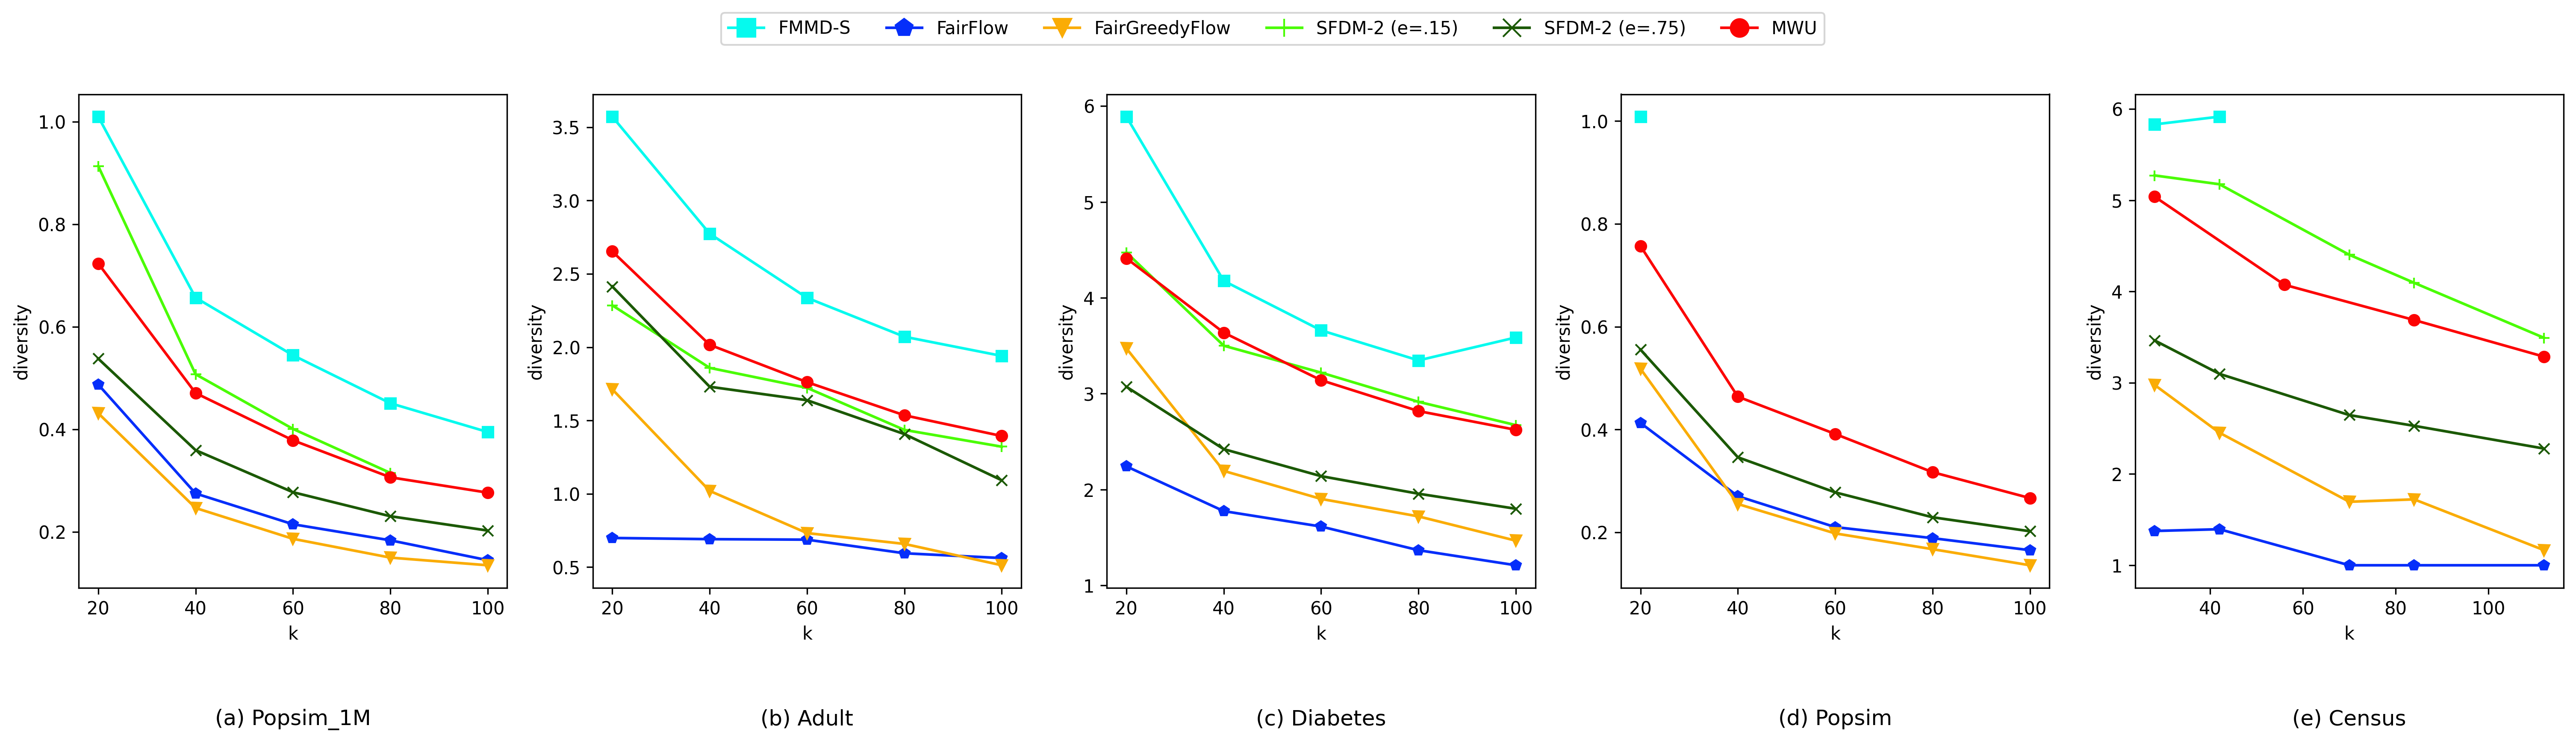 FMMD-S FairFlow FairGreedyFlow SFDM-2 (e=.15) SFDM-2 (e=.75) MWU
diversity
1.0
0.8
0.6
0.4
0.2
20 40 60 80 100
k
(a) Popsim_1M
diversity
3.5
3.0
2.5
2.0
1.5
1.0
0.5
20 40 60 80 100
k
(b) Adult
diversity
6
5
4
3
2
1
20 40 60 80 100
k
(c) Diabetes
diversity
1.0
0.8
0.6
0.4
0.2
20 40 60 80 100
k
(d) Popsim
diversity
6
5
4
3
2
1
40 60 80 100
k
(e) Census